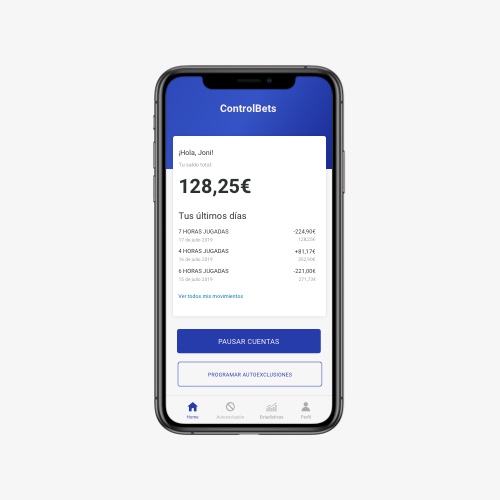 ControlBets
¡Hola, Joni!
Tu saldo total:
128,25€
Tus últimos días
7 HORAS JUGADAS -224,90€
17 de julio 2019 128,25€
4 HORAS JUGADAS +81,17€
16 de julio 2019 352,90€
6 HORAS JUGADAS -221,00€
15 de julio 2019 271,73€
Ver todos mis movimientos
PAUSAR CUENTAS
PROGRAMAR AUTOEXCLUSIONES
Home Autoexclusión Estadísticas Perfil